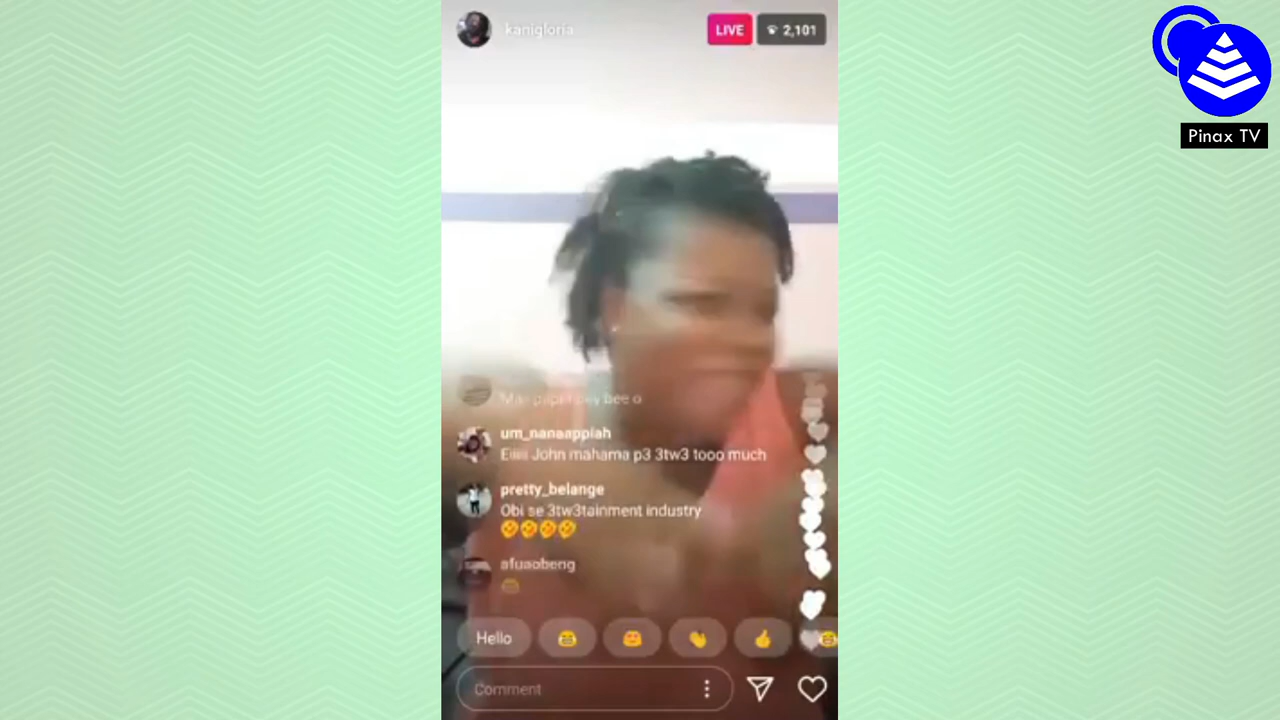 kanigloria
LIVE
2,101
Pinax TV
bee o
um_nanaappiah
Eiiii John mahama p3 3tw3 tooo much
pretty_belange
Obi se 3tw3tainment industry
🤣🤣🤣🤣
afuaobeng
Hello
Comment